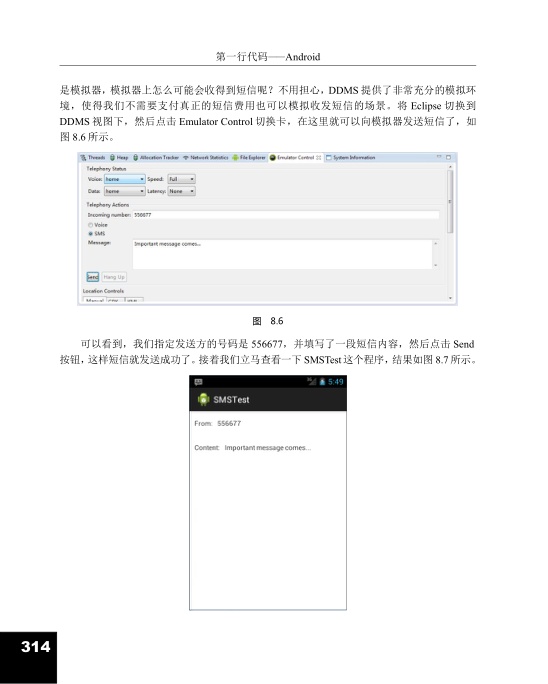 第一行代码——Android
是模拟器，模拟器上怎么可能会收得到短信呢？不用担心，DDMS 提供了非常充分的模拟环
境，使得我们不需要支付真正的短信费用也可以模拟收发短信的场景。将 Eclipse 切换到
DDMS 视图下，然后点击 Emulator Control 切换卡，在这里就可以向模拟器发送短信了，如
图 8.6 所示。
Threads Heap Allocation Tracker Network Statistics File Explorer Emulator Control System Information
Telephony Status
Voice: home Speed: Full
Data: home Latency: None
Telephony Actions
Incoming number: 556677
Voice
SMS
Message: Important message comes...
Send Hang Up
Location Controls
Manual GPX KML
图 8.6
可以看到，我们指定发送方的号码是 556677，并填写了一段短信内容，然后点击 Send
按钮，这样短信就发送成功了。接着我们立马查看一下 SMSTest 这个程序，结果如图 8.7 所示。
5:49
SMSTest
From: 556677
Content: Important message comes...
314